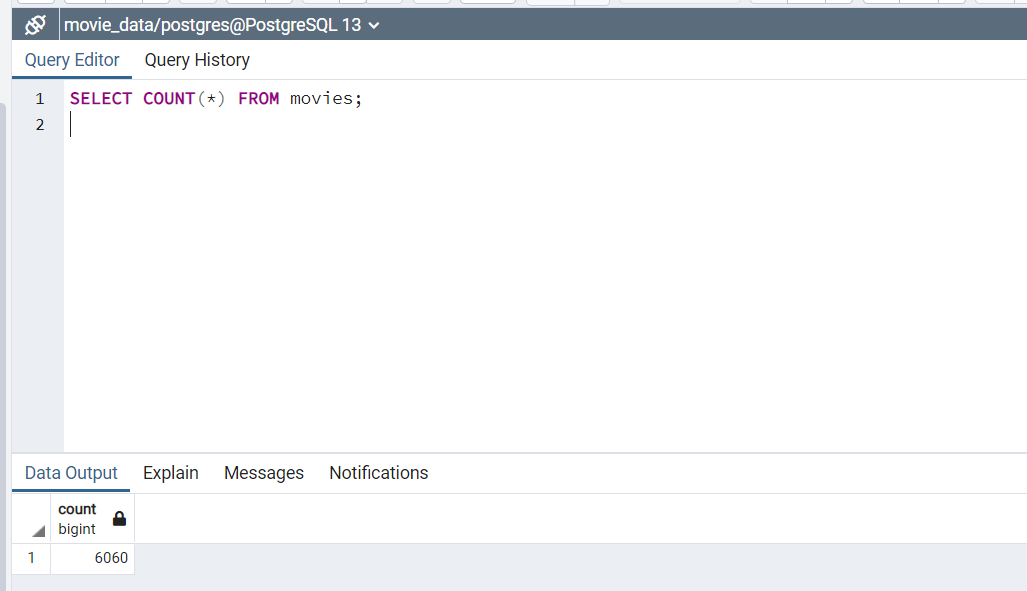 movie_data/postgres@PostgreSQL 13
Query Editor Query History
1 SELECT COUNT(*) FROM movies;
2
Data Output Explain Messages Notifications
count
bigint
1 6060